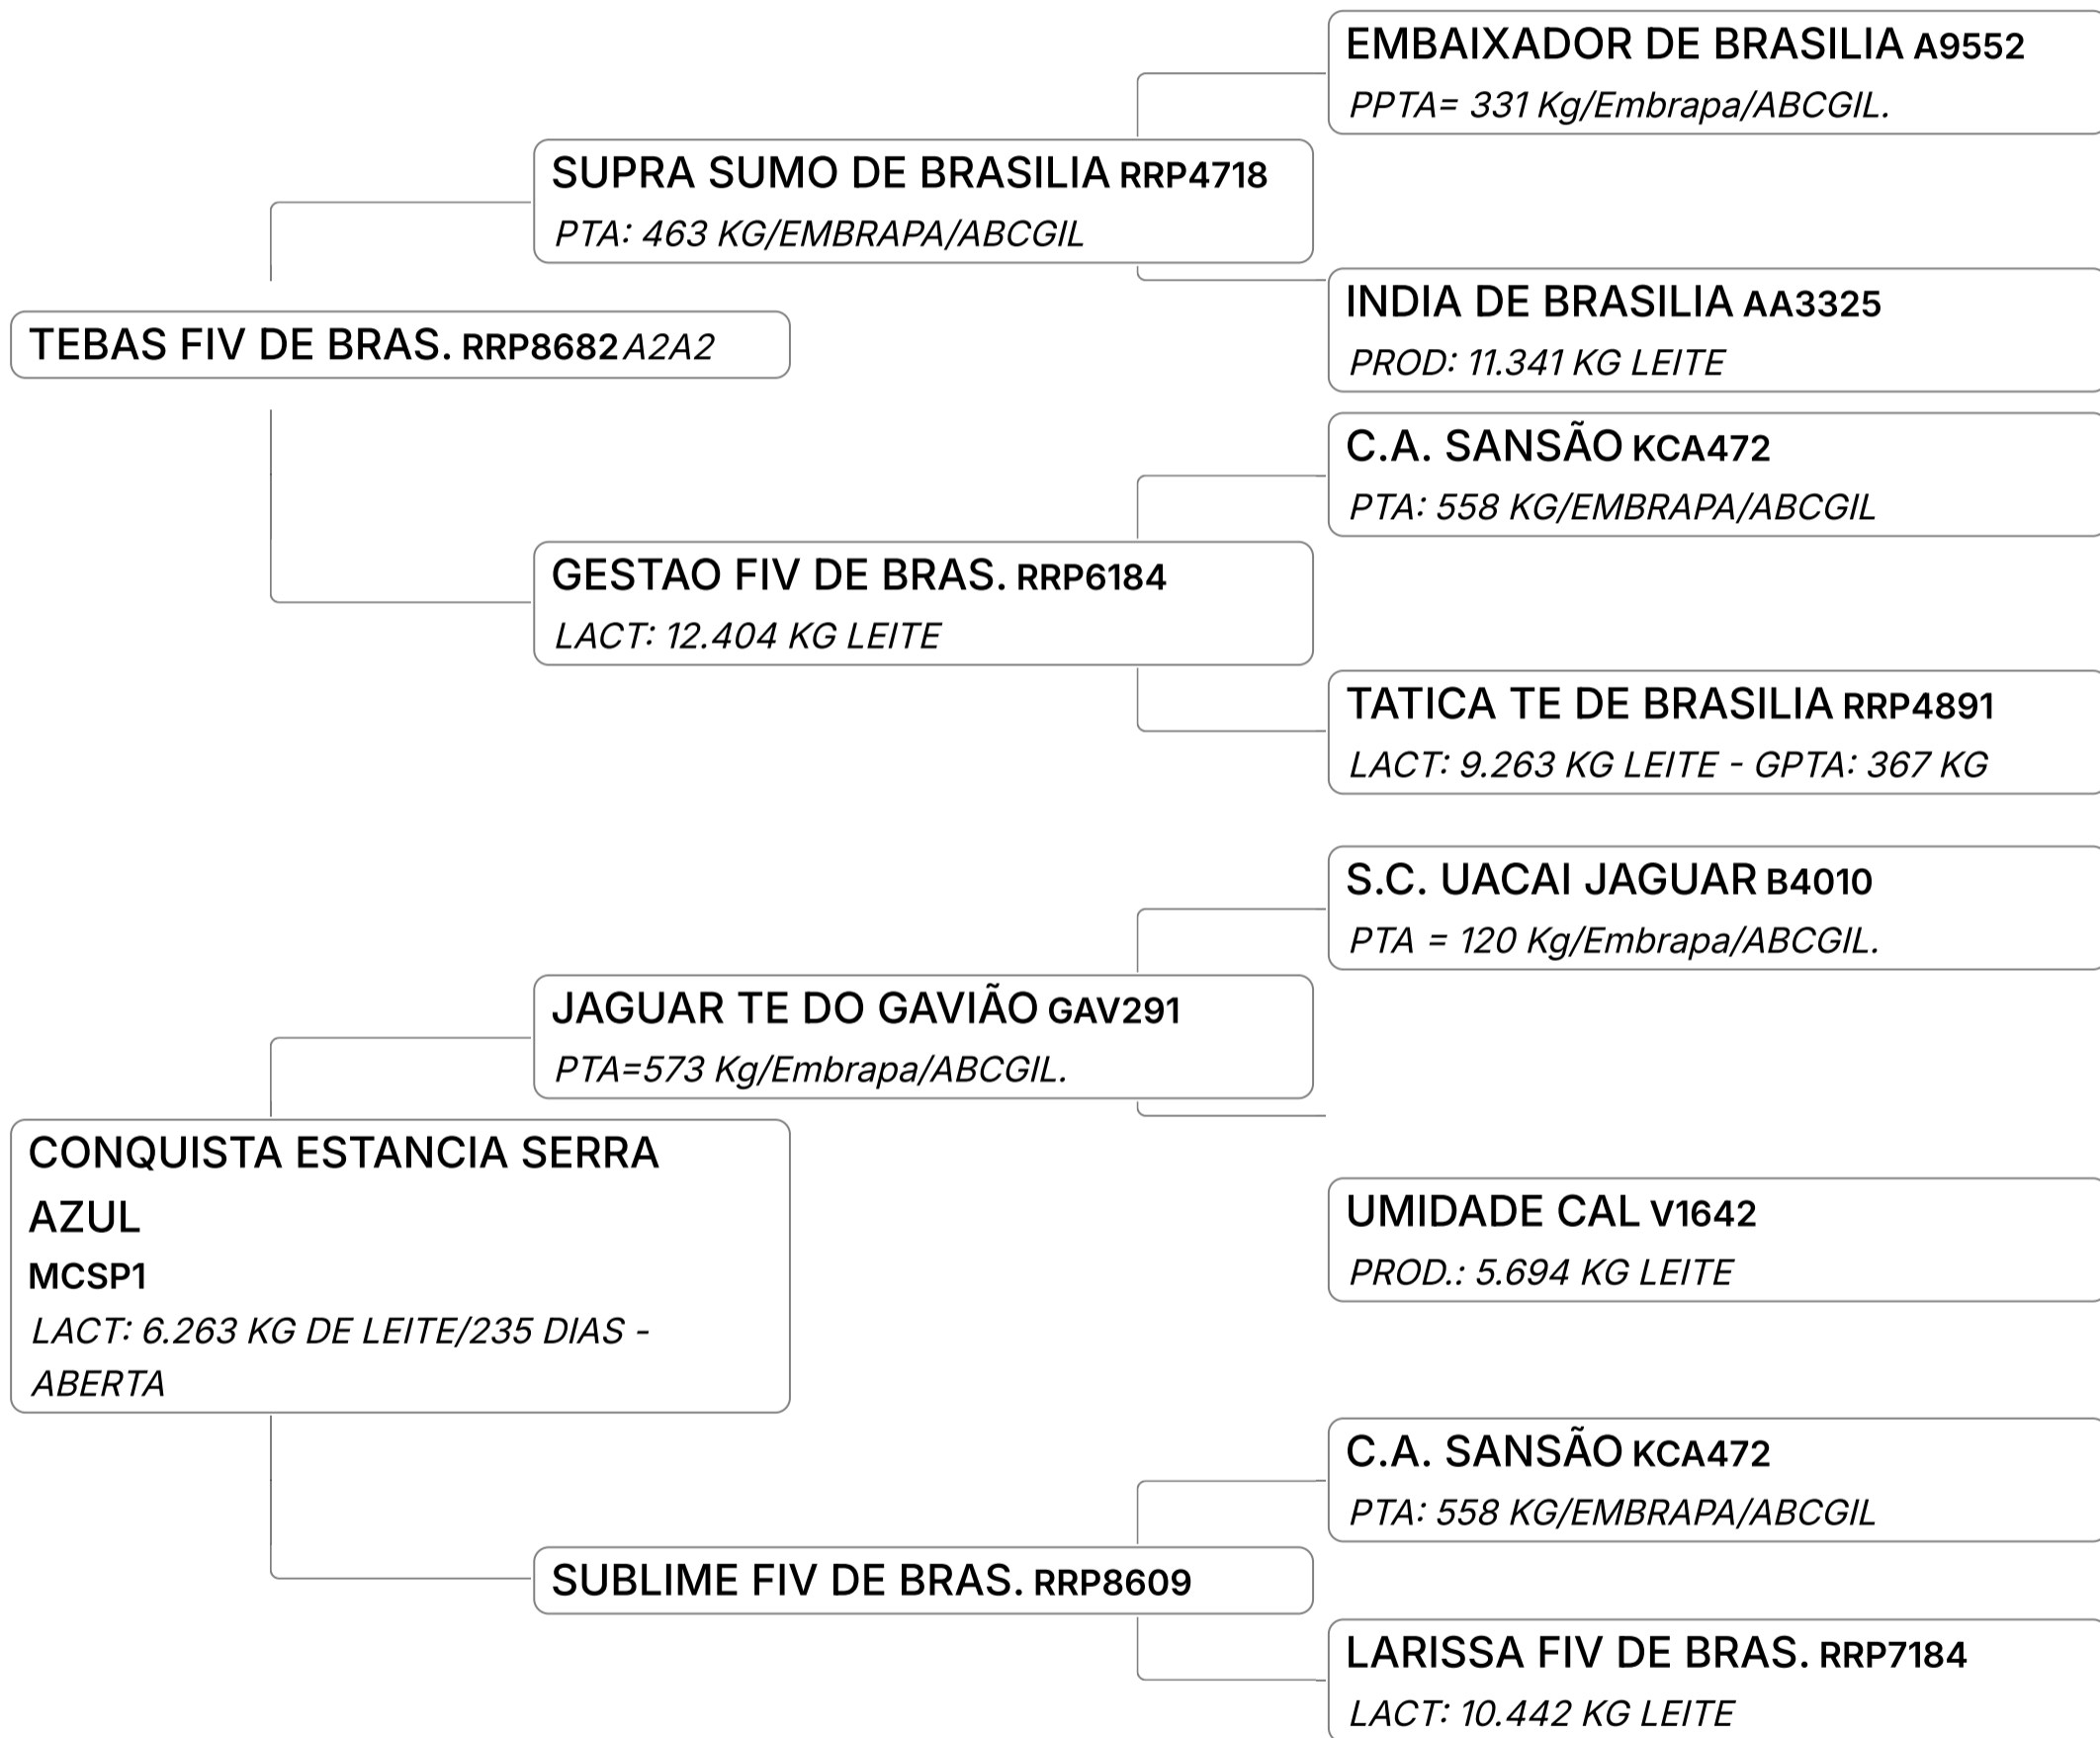 EMBAIXADOR DE BRASILIA A9552
PPTA= 331 Kg/Embrapa/ABCGIL.
SUPRA SUMO DE BRASILIA RRP4718
PTA: 463 KG/EMBRAPA/ABCGIL
INDIA DE BRASILIA AA3325
PROD: 11.341 KG LEITE
TEBAS FIV DE BRAS. RRP8682 A2A2
C.A. SANSÃO KCA472
PTA: 558 KG/EMBRAPA/ABCGIL
GESTAO FIV DE BRAS. RRP6184
LACT: 12.404 KG LEITE
TATICA TE DE BRASILIA RRP4891
LACT: 9.263 KG LEITE - GPTA: 367 KG
S.C. UACAI JAGUAR B4010
PTA = 120 Kg/Embrapa/ABCGIL.
JAGUAR TE DO GAVIÃO GAV291
PTA=573 Kg/Embrapa/ABCGIL.
CONQUISTA ESTANCIA SERRA
AZUL
MCSP1
LACT: 6.263 KG DE LEITE/235 DIAS -
ABERTA
UMIDADE CAL V1642
PROD.: 5.694 KG LEITE
C.A. SANSÃO KCA472
PTA: 558 KG/EMBRAPA/ABCGIL
SUBLIME FIV DE BRAS. RRP8609
LARISSA FIV DE BRAS. RRP7184
LACT: 10.442 KG LEITE